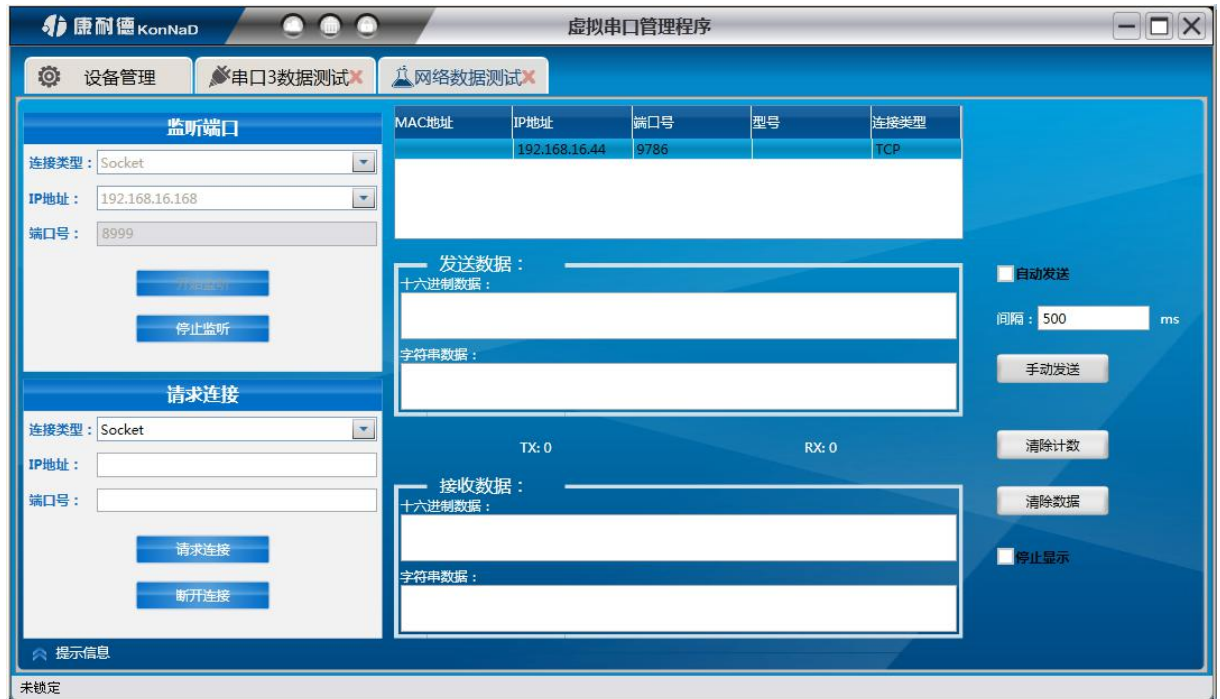 康耐德 KonNaD
虚拟串口管理程序
设备管理
串口3数据测试
网络数据测试
监听端口
连接类型：Socket
IP地址：192.168.16.168
端口号：8999
开始监听
停止监听
请求连接
连接类型：Socket
IP地址：
端口号：
请求连接
断开连接
MAC地址 IP地址 端口号 型号 连接类型
192.168.16.44 9786 TCP
发送数据：
十六进制数据：
字符串数据：
TX: 0 RX: 0
接收数据：
十六进制数据：
字符串数据：
自动发送
间隔：500 ms
手动发送
清除计数
清除数据
停止显示
提示信息
未锁定